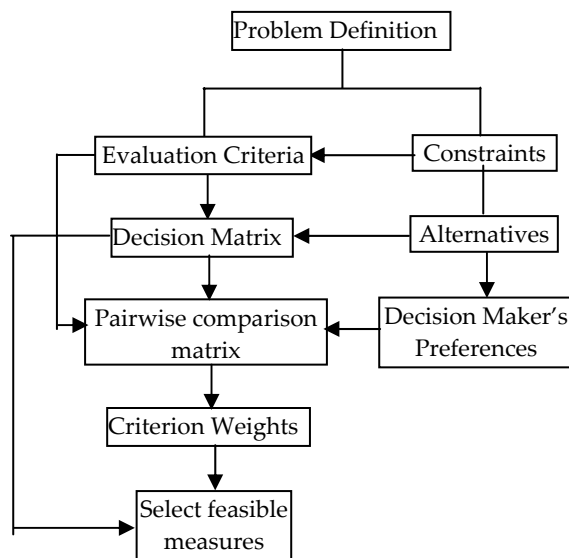 Problem Definition
Evaluation Criteria
Constraints
Decision Matrix
Alternatives
Pairwise comparison
matrix
Decision Maker’s
Preferences
Criterion Weights
Select feasible
measures